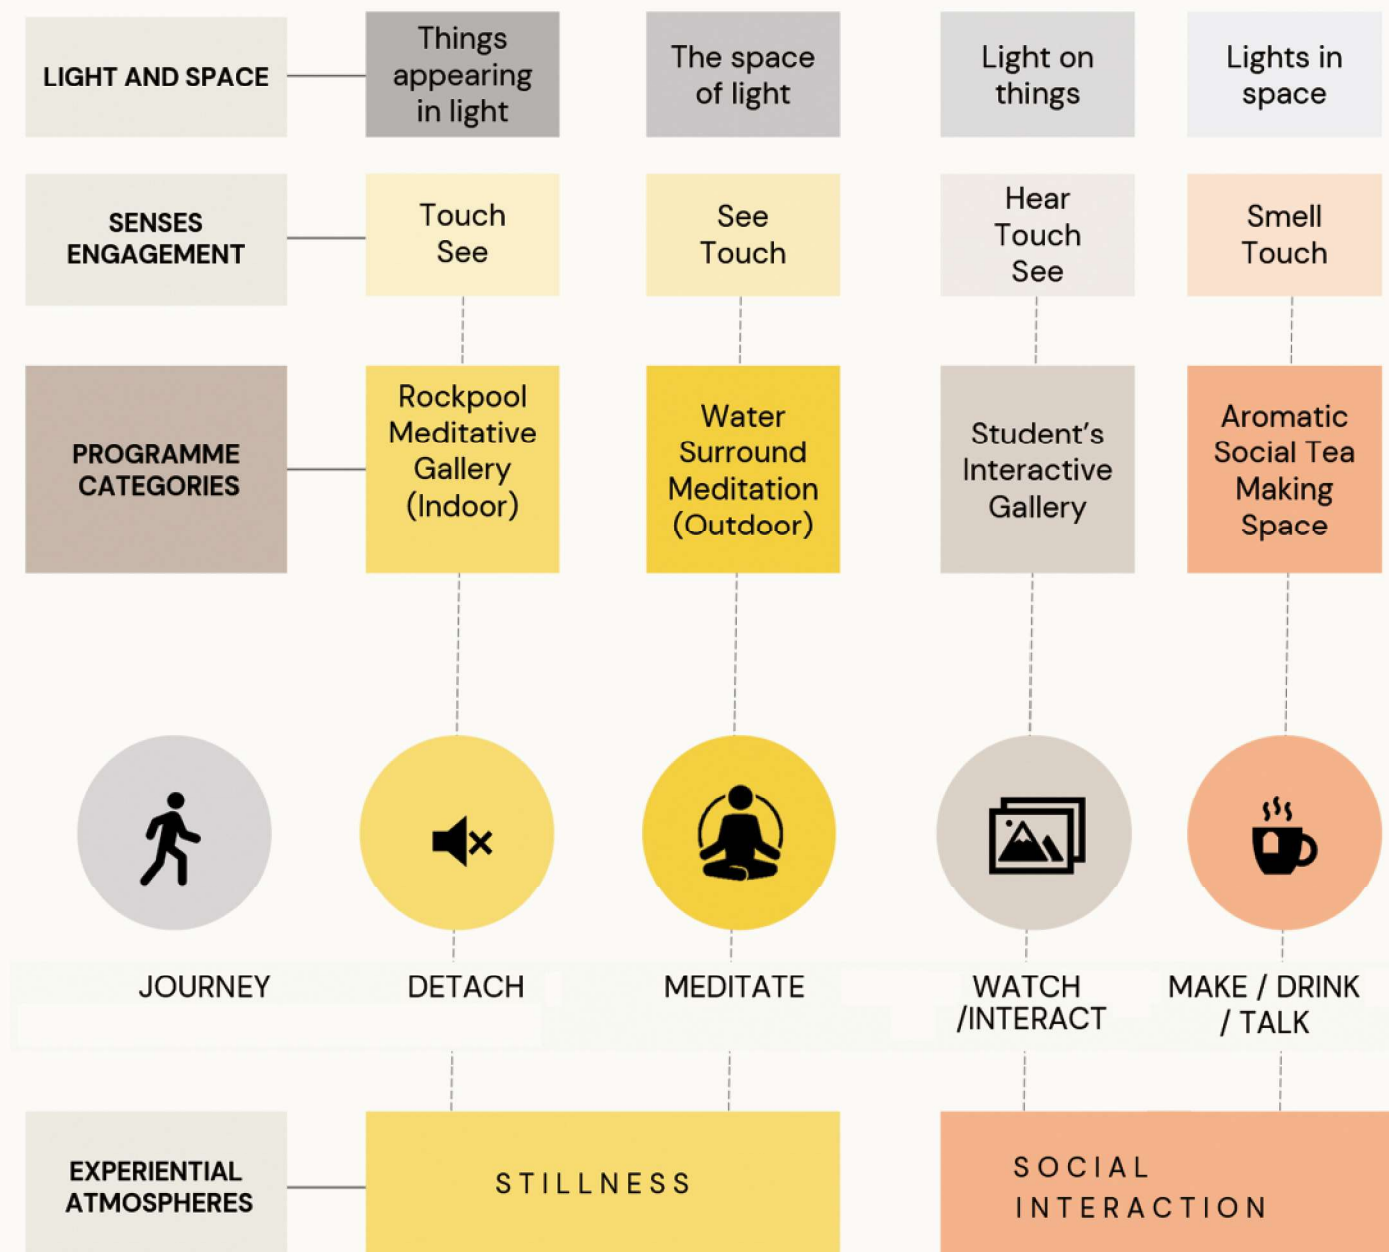 LIGHT AND SPACE
Things
appearing
in light
The space
of light
Light on
things
Lights in
space
SENSES
ENGAGEMENT
Touch
See
See
Touch
Hear
Touch
See
Smell
Touch
PROGRAMME
CATEGORIES
Rockpool
Meditative
Gallery
(Indoor)
Water
Surround
Meditation
(Outdoor)
Student's
Interactive
Gallery
Aromatic
Social Tea
Making
Space
JOURNEY
DETACH
MEDITATE
WATCH
/INTERACT
MAKE / DRINK
/ TALK
EXPERIENTIAL
ATMOSPHERES
STILLNESS
SOCIAL
INTERACTION